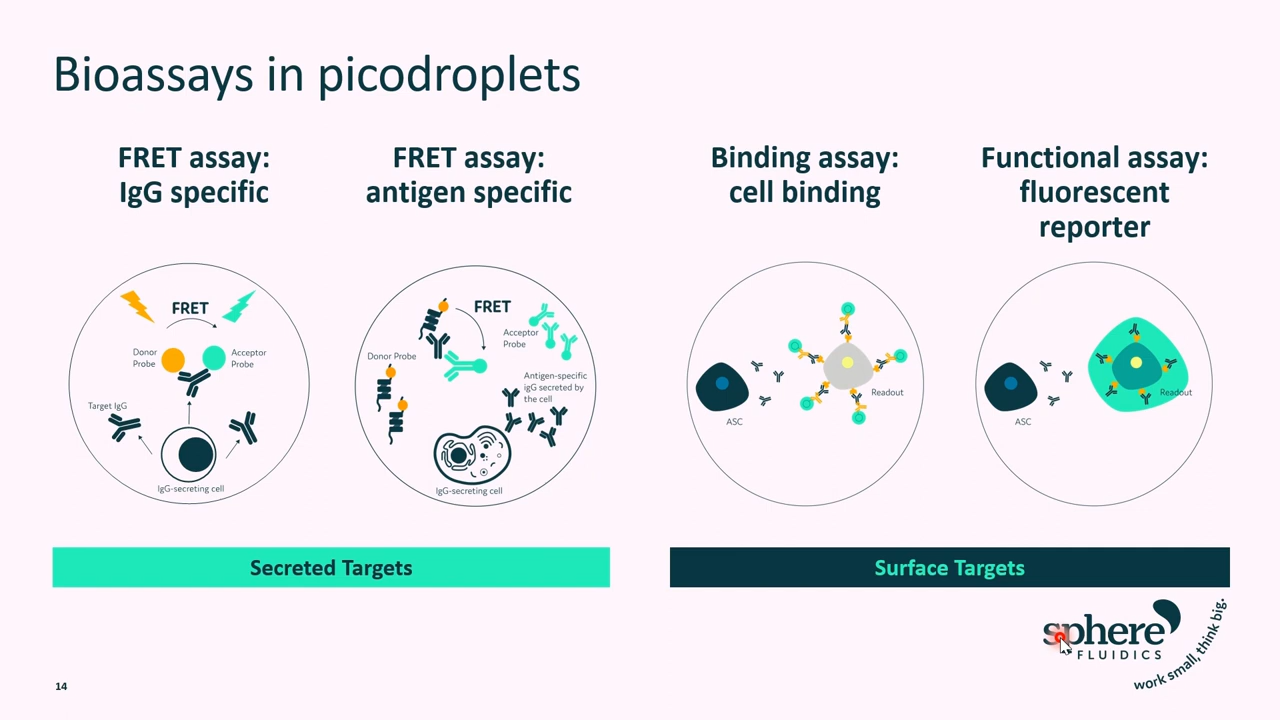 Bioassays in picodroplets
FRET assay:
IgG specific
FRET
Donor
Probe
Acceptor
Probe
Target IgG
IgG-secreting cell
FRET assay:
antigen specific
FRET
Acceptor
Probe
Donor Probe
Antigen-specific
igG secreted by
the cell
IgG-secreting cell
Binding assay:
cell binding
Readout
ASC
Functional assay:
fluorescent
reporter
Readout
ASC
Secreted Targets
Surface Targets
sphere
FLUIDICS
work small, think big.
14